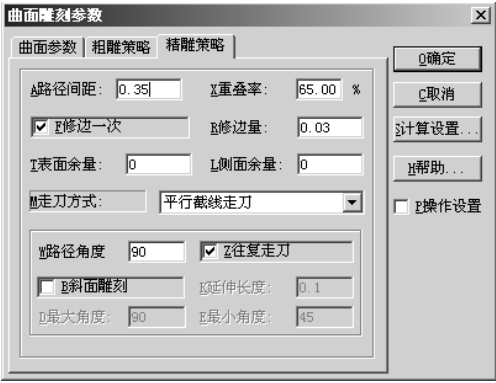 曲面雕刻参数
曲面参数 粗雕策略 精雕策略
A路径间距: 0.35 X重叠率: 65.00 %
F修边一次 R修边量: 0.03
T表面余量: 0 L侧面余量: 0
M走刀方式: 平行截线走刀
W路径角度 90 Z往复走刀
B斜面雕刻 K延伸长度: 0.1
D最大角度: 90 E最小角度: 45
O确定
C取消
S计算设置...
H帮助...
P操作设置